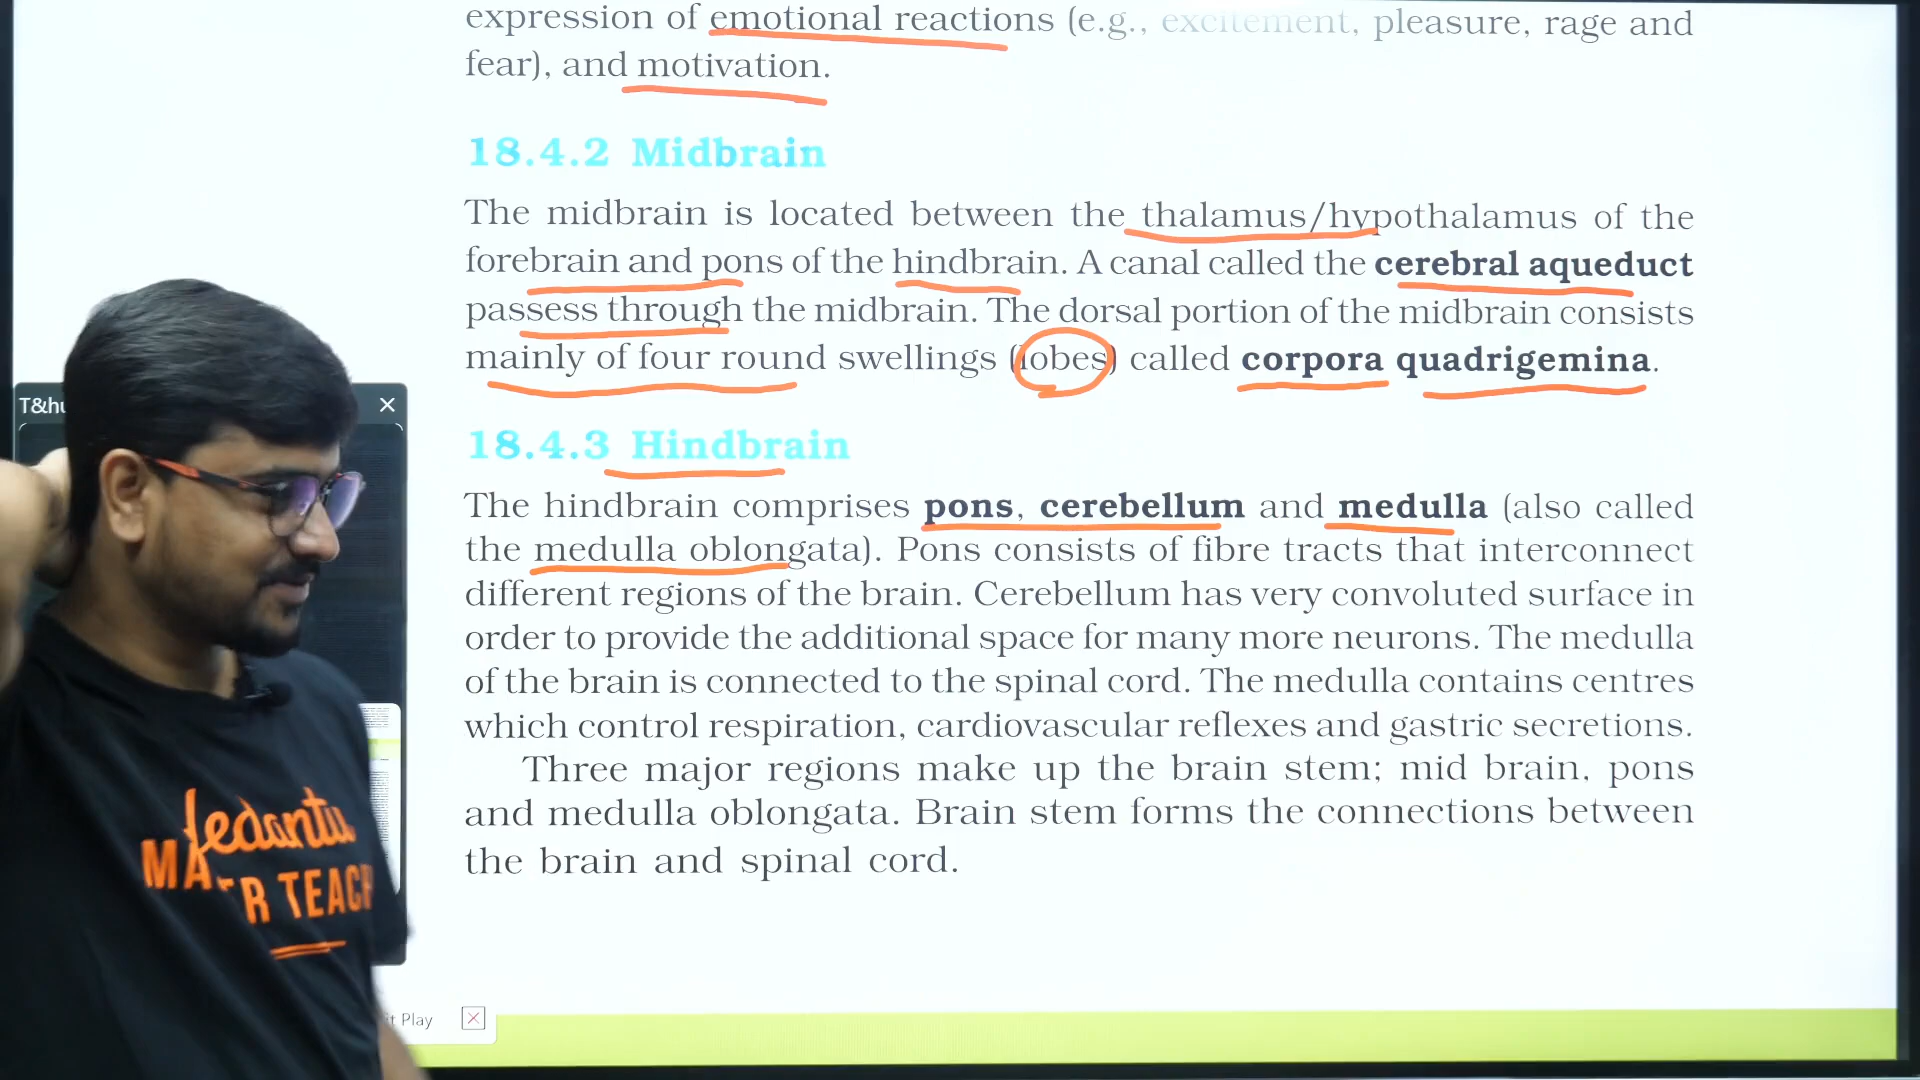 expression of emotional reactions (e.g., excitement, pleasure, rage and
fear), and motivation.
18.4.2 Midbrain
The midbrain is located between the thalamus/hypothalamus of the
forebrain and pons of the hindbrain. A canal called the cerebral aqueduct
passess through the midbrain. The dorsal portion of the midbrain consists
mainly of four round swellings (lobes) called corpora quadrigemina.
18.4.3 Hindbrain
The hindbrain comprises pons, cerebellum and medulla (also called
the medulla oblongata). Pons consists of fibre tracts that interconnect
different regions of the brain. Cerebellum has very convoluted surface in
order to provide the additional space for many more neurons. The medulla
of the brain is connected to the spinal cord. The medulla contains centres
which control respiration, cardiovascular reflexes and gastric secretions.
Three major regions make up the brain stem; mid brain, pons
and medulla oblongata. Brain stem forms the connections between
the brain and spinal cord.
T&hu
Vedantu
MA ER TEACH
it Play